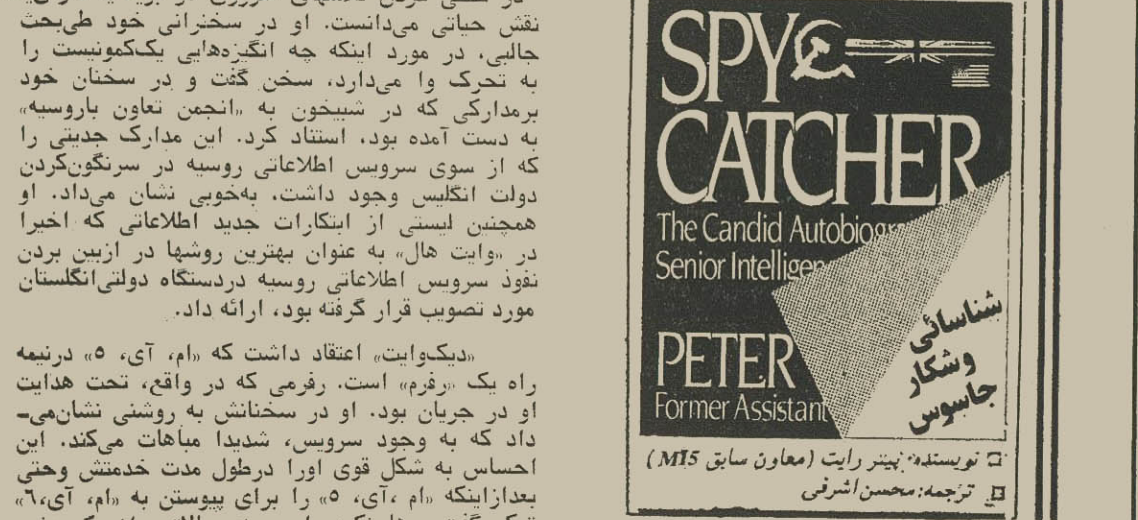 نقش حیاتی می‌دانست. او در سخنرانی خود طی‌بحث
جالبی، در مورد اینکه چه انگیزه‌هایی یک‌کمونیست را
به تحرک وا می‌دارد، سخن گفت و در سخنان خود
برمدارکی که در شبیخون به «انجمن تعاون باروسیه»
به دست آمده بود، استناد کرد. این مدارک جدیتی را
که از سوی سرویس اطلاعاتی روسیه در سرنگون‌کردن
دولت انگلیس وجود داشت، به‌خوبی نشان می‌داد. او
همچنین لیستی از ابتکارات جدید اطلاعاتی که اخیرا
در «وایت هال» به عنوان بهترین روشها در ازبین بردن
نفوذ سرویس اطلاعاتی روسیه دردستگاه دولتی‌انگلستان
مورد تصویب قرار گرفته بود، ارائه داد.
«دیک‌وایت» اعتقاد داشت که «ام، آی، ۵» درنیمه
راه یک «رفرم» است. رفرمی که در واقع، تحت هدایت
او در جریان بود. او در سخنانش به روشنی نشان‌می‌ـ
داد که به وجود سرویس، شدیدا مباهات می‌کند. این
احساس به شکل قوی اورا درطول مدت خدمتش وحتی
بعدازاینکه «ام ،آی، ۵» را برای پیوستن به «ام، آی،۶»
SPY
CATCHER
The Candid Autobiogra
Senior Intelligen
PETER
Former Assistant
شناسائی
وشکار
جاسوس
نویسنده: پیتر رایت (معاون سابق MI5)
ترجمه: محسن اشرفی